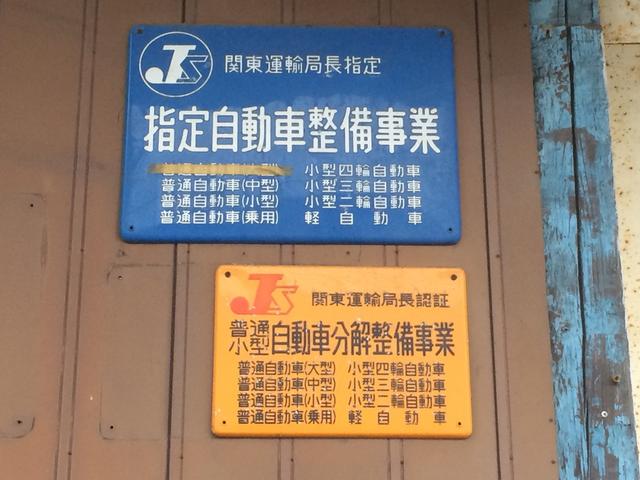 JS 関東運輸局長指定
指定自動車整備事業
小型四輪自動車
普通自動車(中型) 小型三輪自動車
普通自動車(小型) 小型二輪自動車
普通自動車(乗用) 軽自動車
JS 関東運輸局長認証
普通小型 自動車分解整備事業
普通自動車(大型) 小型四輪自動車
普通自動車(中型) 小型三輪自動車
普通自動車(小型) 小型二輪自動車
普通自動車(乗用) 軽自動車